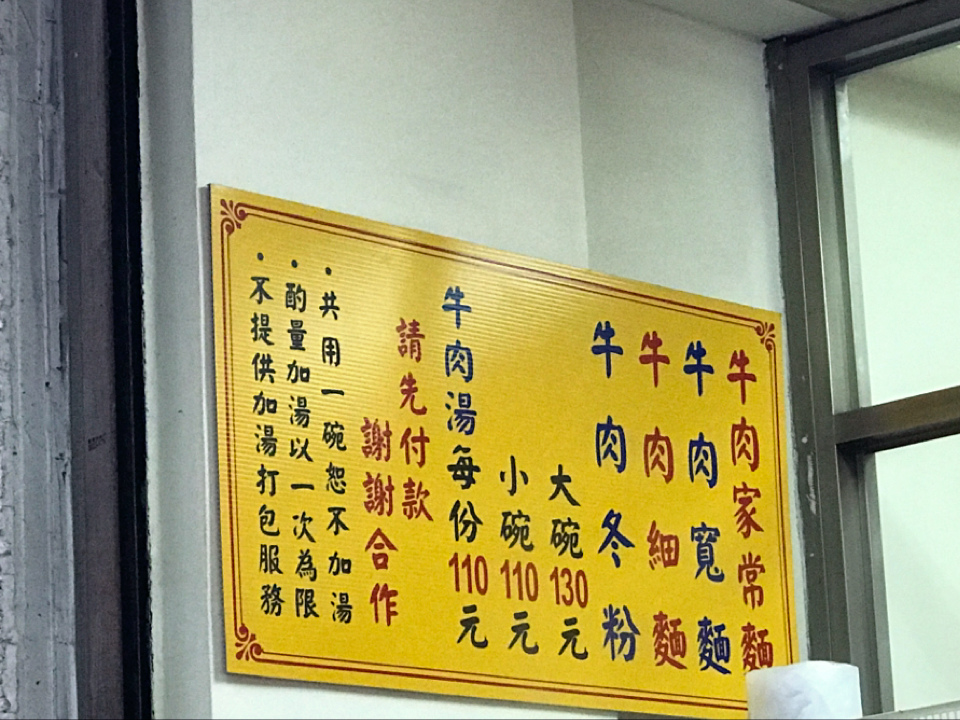 牛肉家常麵
牛肉寬麵
牛肉細麵
牛肉冬粉
大碗130元
小碗110元
牛肉湯每份110元
請先付款
謝謝合作
·共用一碗恕不加湯
·酌量加湯以一次為限
·不提供加湯打包服務